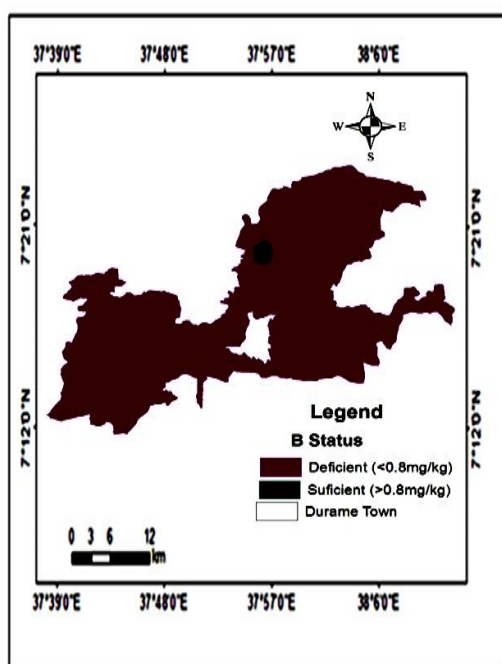 37°39'0"E 37°48'0"E 37°57'0"E 38°6'0"E
N
W E
S
7°21'0"N 7°21'0"N
7°12'0"N 7°12'0"N
Legend
B Status
Deficient (<0.8mg/kg)
Suficient (>0.8mg/kg)
Durame Town
0 3 6 12
km
37°39'0"E 37°48'0"E 37°57'0"E 38°6'0"E